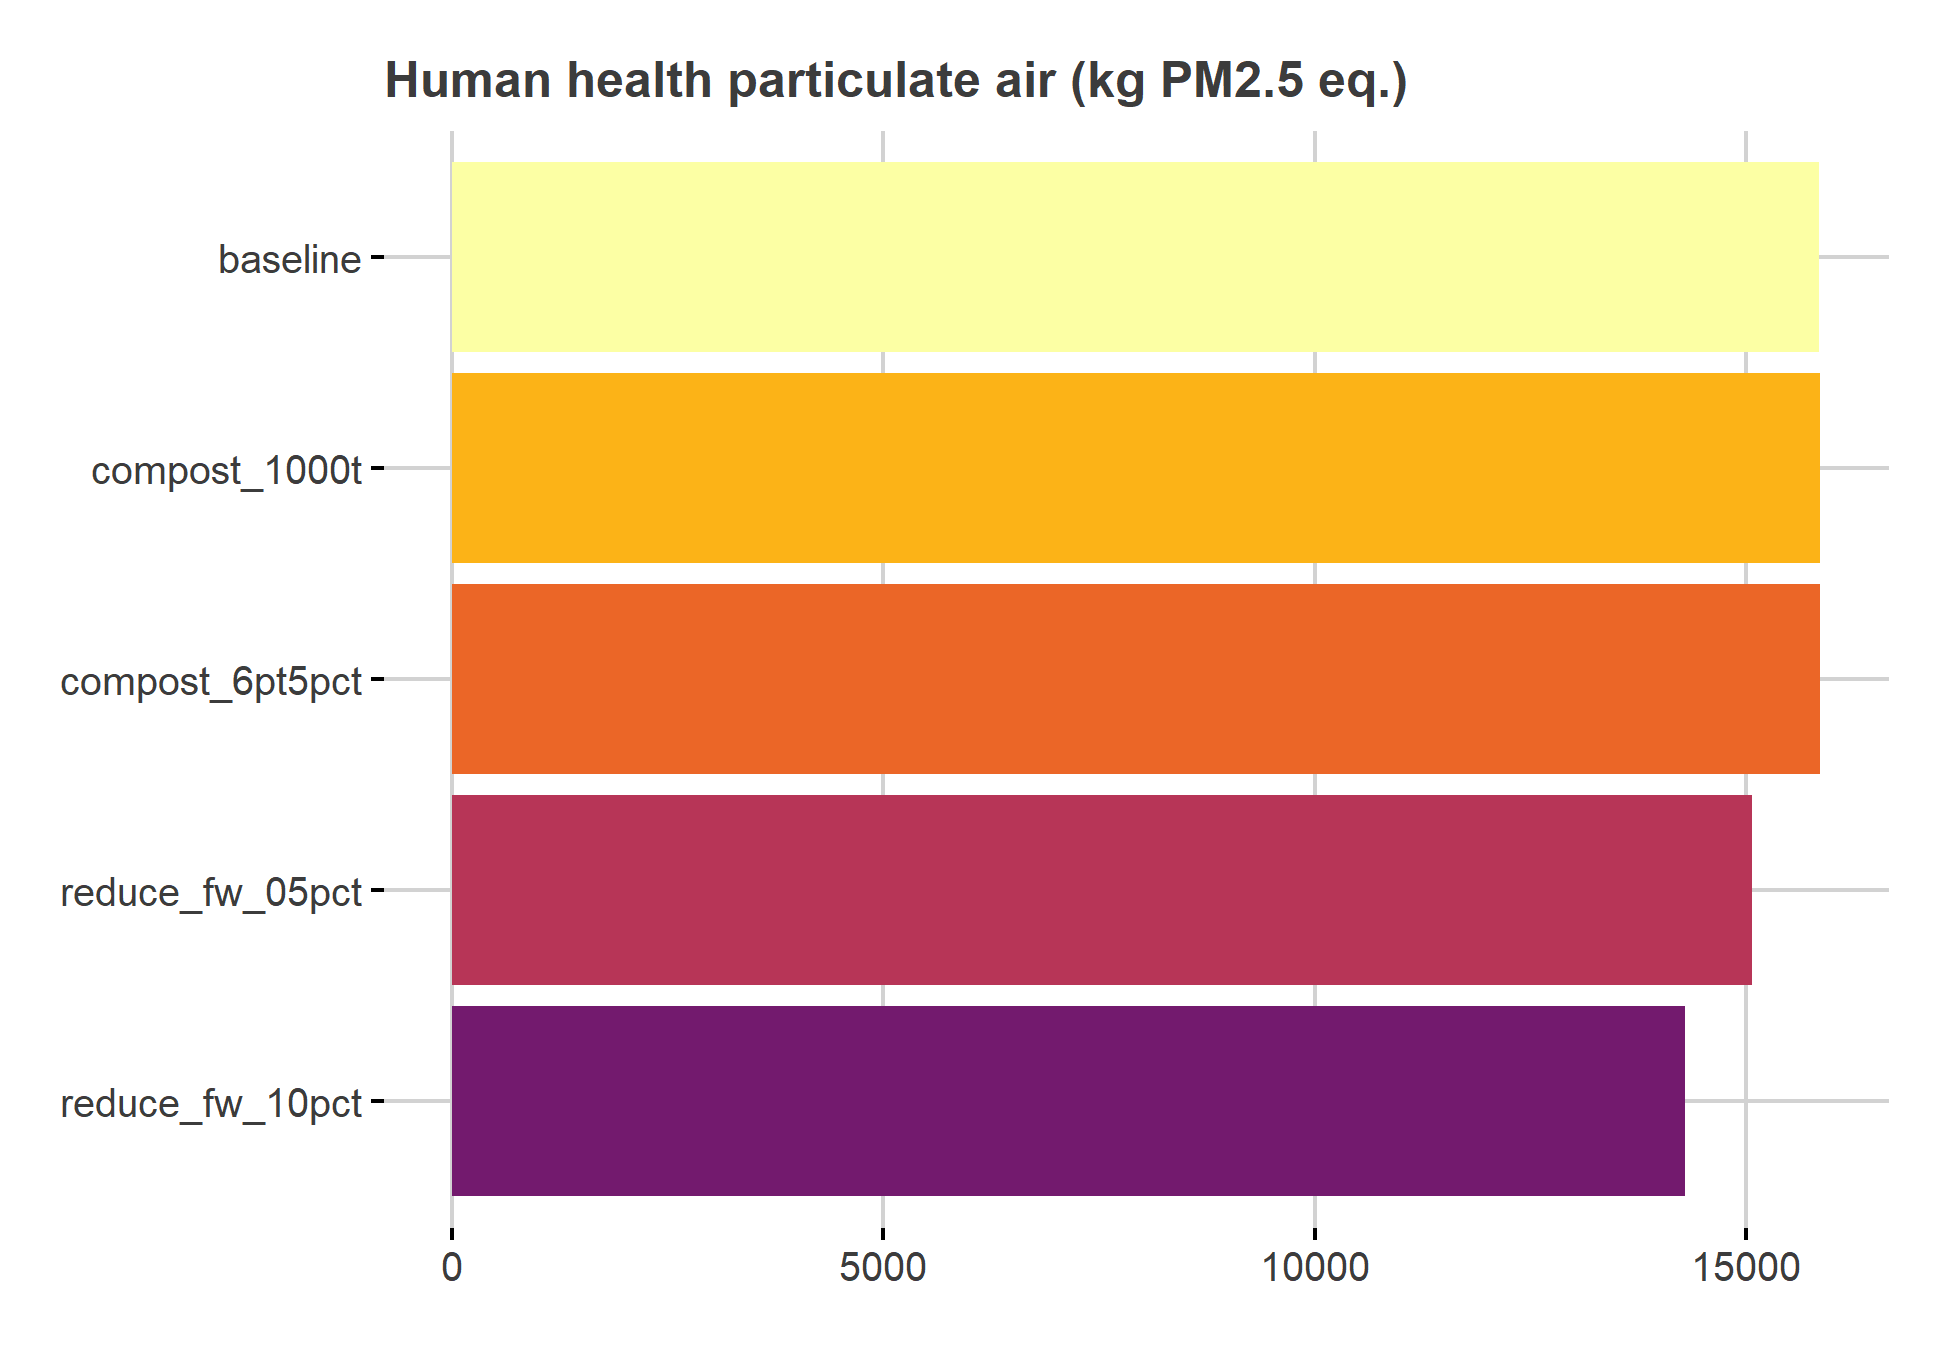 Human health particulate air (kg PM2.5 eq.)
baseline
compost_1000t
compost_6pt5pct
reduce_fw_05pct
reduce_fw_10pct
0 5000 10000 15000